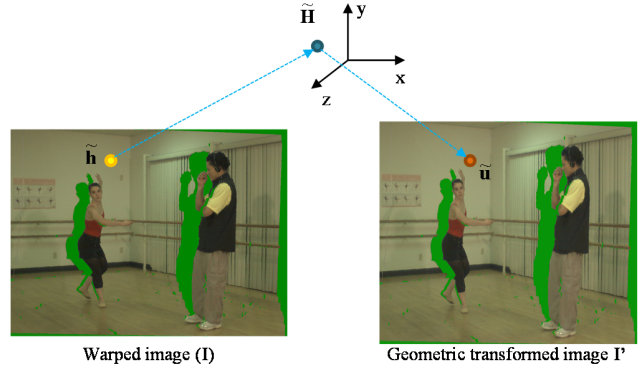 H̃
y
x
z
h̃
ũ
Warped image (I)
Geometric transformed image I’